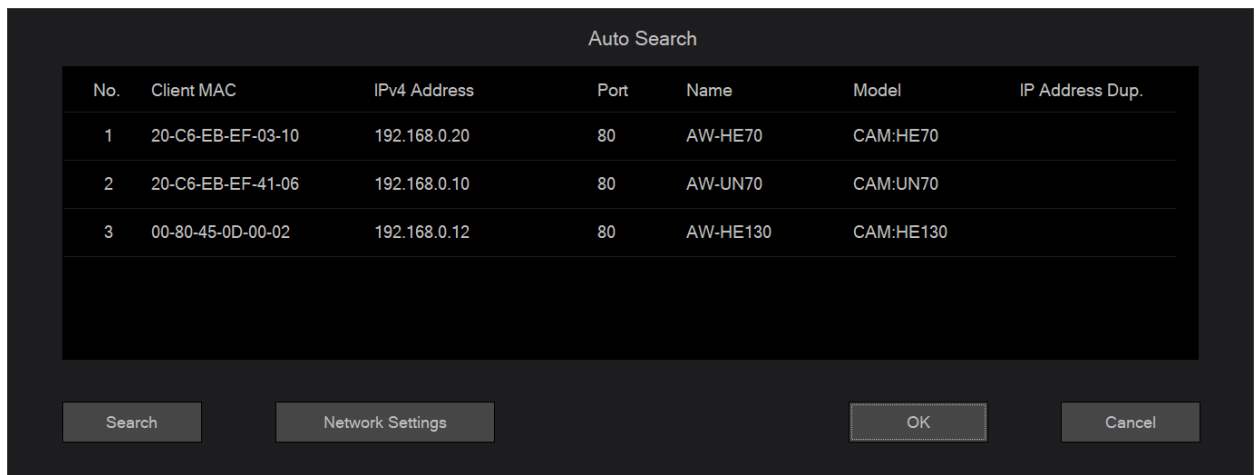 Auto Search
No. Client MAC IPv4 Address Port Name Model IP Address Dup.
1 20-C6-EB-EF-03-10 192.168.0.20 80 AW-HE70 CAM:HE70
2 20-C6-EB-EF-41-06 192.168.0.10 80 AW-UN70 CAM:UN70
3 00-80-45-0D-00-02 192.168.0.12 80 AW-HE130 CAM:HE130
Search Network Settings OK Cancel